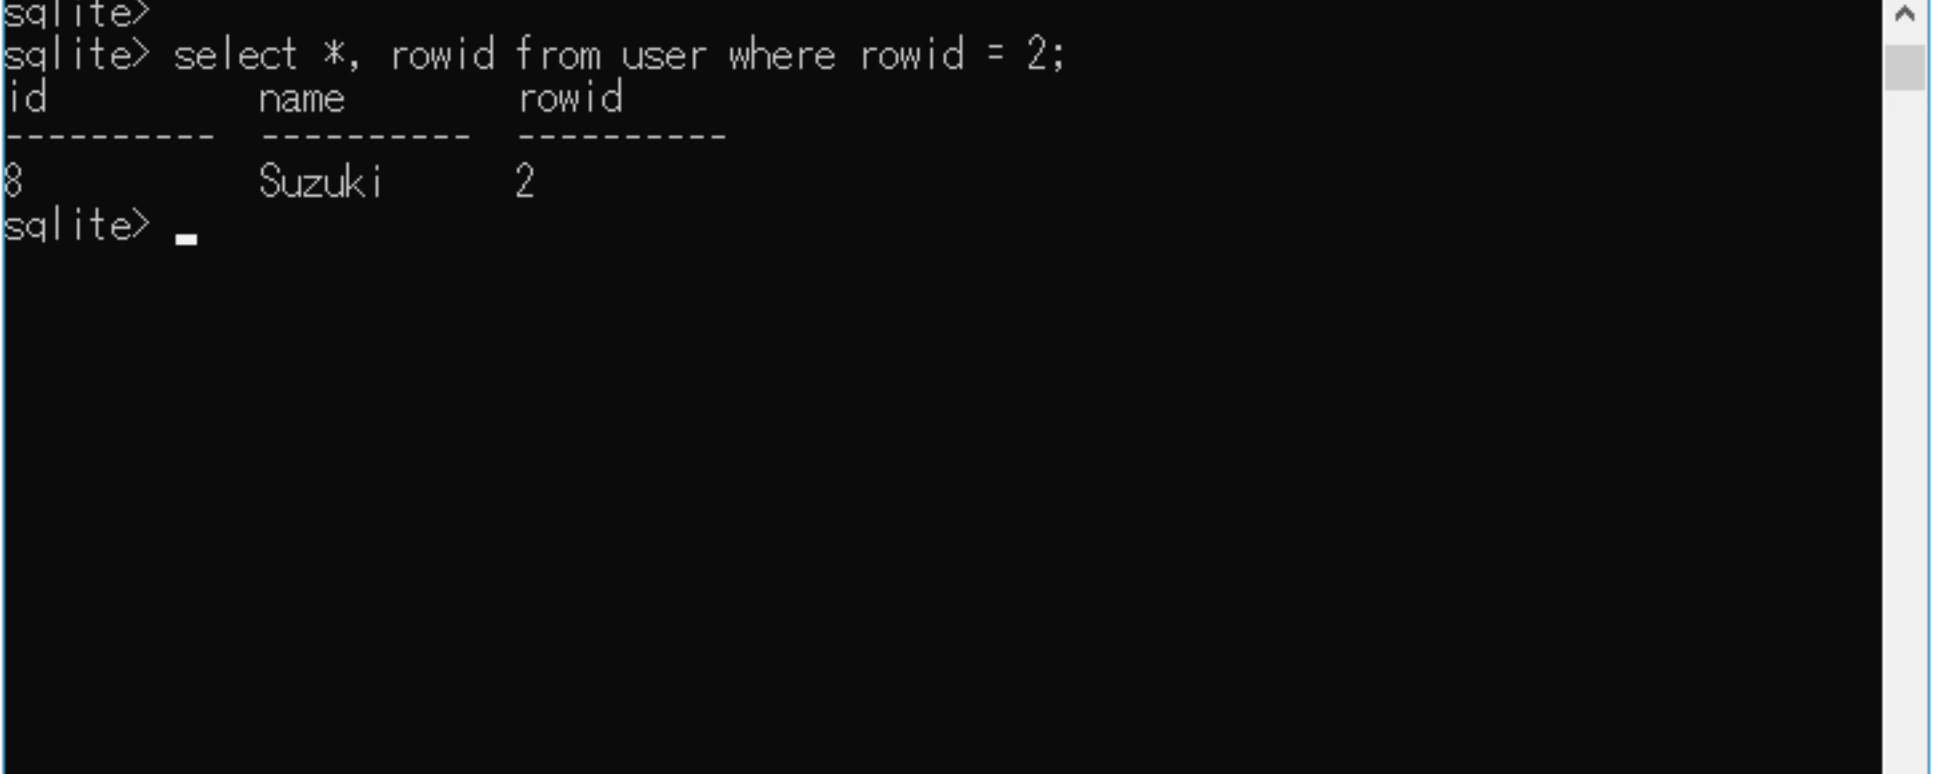 sqlite>
sqlite> select *, rowid from user where rowid = 2;
id          name        rowid
----------  ----------  ----------
8           Suzuki      2
sqlite>